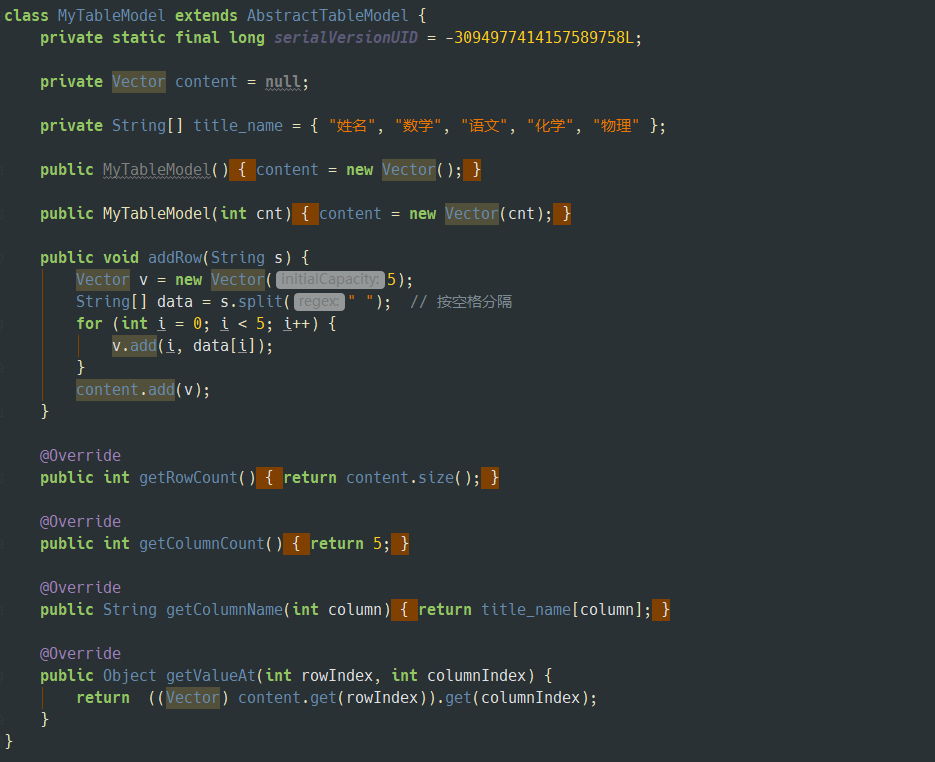 class MyTableModel extends AbstractTableModel {
private static final long serialVersionUID = -3094977414157589758L;
private Vector content = null;
private String[] title_name = { "姓名", "数学", "语文", "化学", "物理" };
public MyTableModel() { content = new Vector(); }
public MyTableModel(int cnt) { content = new Vector(cnt); }
public void addRow(String s) {
Vector v = new Vector( initialCapacity: 5);
String[] data = s.split( regex: " "); // 按空格分隔
for (int i = 0; i < 5; i++) {
v.add(i, data[i]);
}
content.add(v);
}
@Override
public int getRowCount() { return content.size(); }
@Override
public int getColumnCount() { return 5; }
@Override
public String getColumnName(int column) { return title_name[column]; }
@Override
public Object getValueAt(int rowIndex, int columnIndex) {
return ((Vector) content.get(rowIndex)).get(columnIndex);
}
}